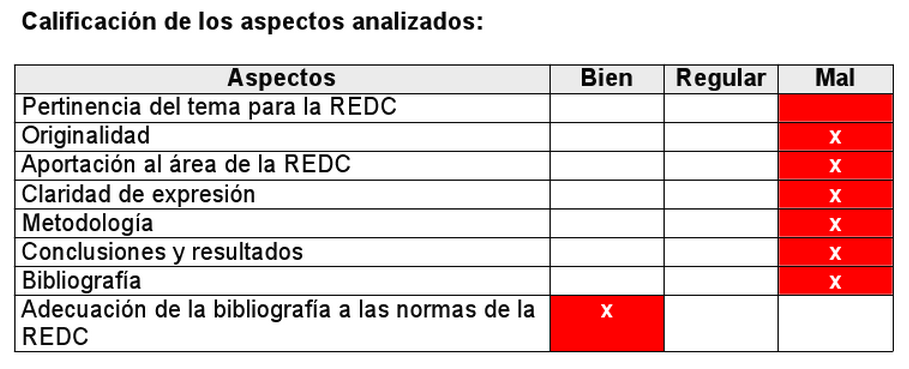 Calificación de los aspectos analizados:
Aspectos Bien Regular Mal
Pertinencia del tema para la REDC
Originalidad x
Aportación al área de la REDC x
Claridad de expresión x
Metodología x
Conclusiones y resultados x
Bibliografía x
Adecuación de la bibliografía a las normas de la x
REDC